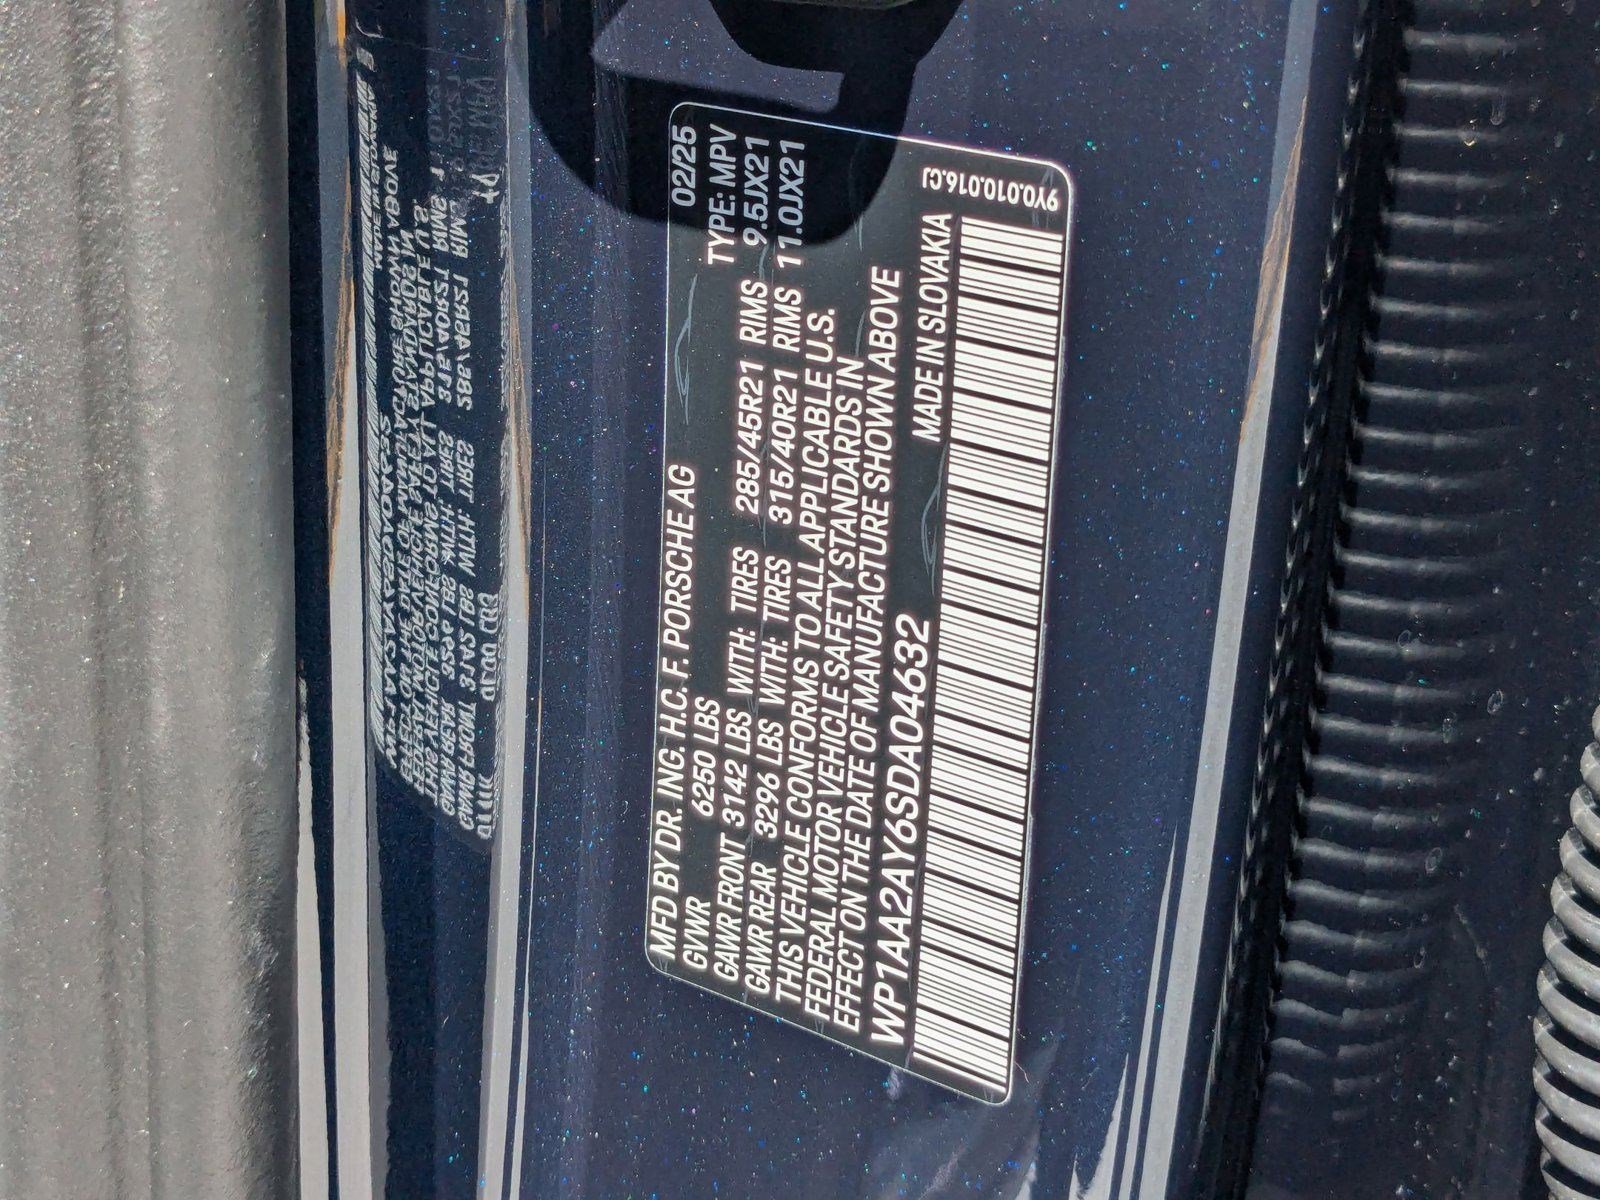 MFD BY DR. ING. H.C. F. PORSCHE AG 02/25
GVWR 6250 LBS TYPE: MPV
GAWR FRONT 3142 LBS WITH: TIRES 285/45R21 RIMS 9.5JX21
GAWR REAR 3296 LBS WITH: TIRES 315/40R21 RIMS 11.0JX21
THIS VEHICLE CONFORMS TO ALL APPLICABLE U.S.
FEDERAL MOTOR VEHICLE SAFETY STANDARDS IN
EFFECT ON THE DATE OF MANUFACTURE SHOWN ABOVE
WP1AA2AY6SDA04632 MADE IN SLOVAKIA
9Y0.010.016.CJ